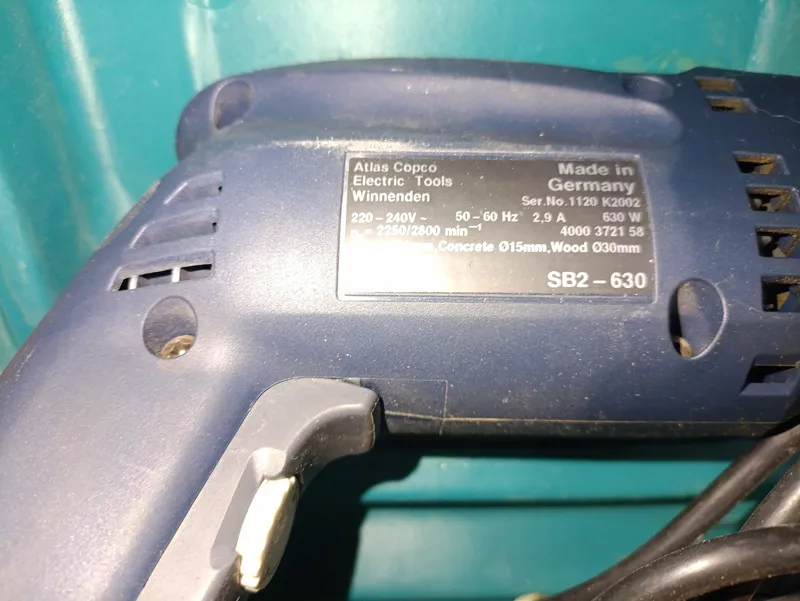 Atlas Copco
Electric Tools
Winnenden
Made in
Germany
Ser.No.1120 K2002
220-240V~ 50-60 Hz 2,9 A 630 W
= 2250/2800 min⁻¹ 4000 3721 58
,Concrete Ø15mm,Wood Ø30mm
SB2-630